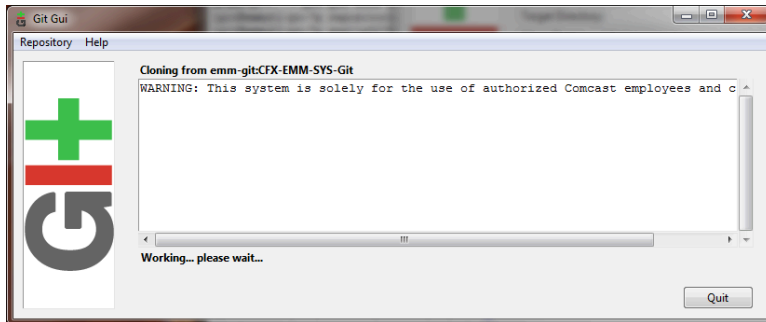 Git Gui
Repository Help
Cloning from emm-git:CFX-EMM-SYS-Git
WARNING: This system is solely for the use of authorized Comcast employees and c
GIt
Working... please wait...
Quit